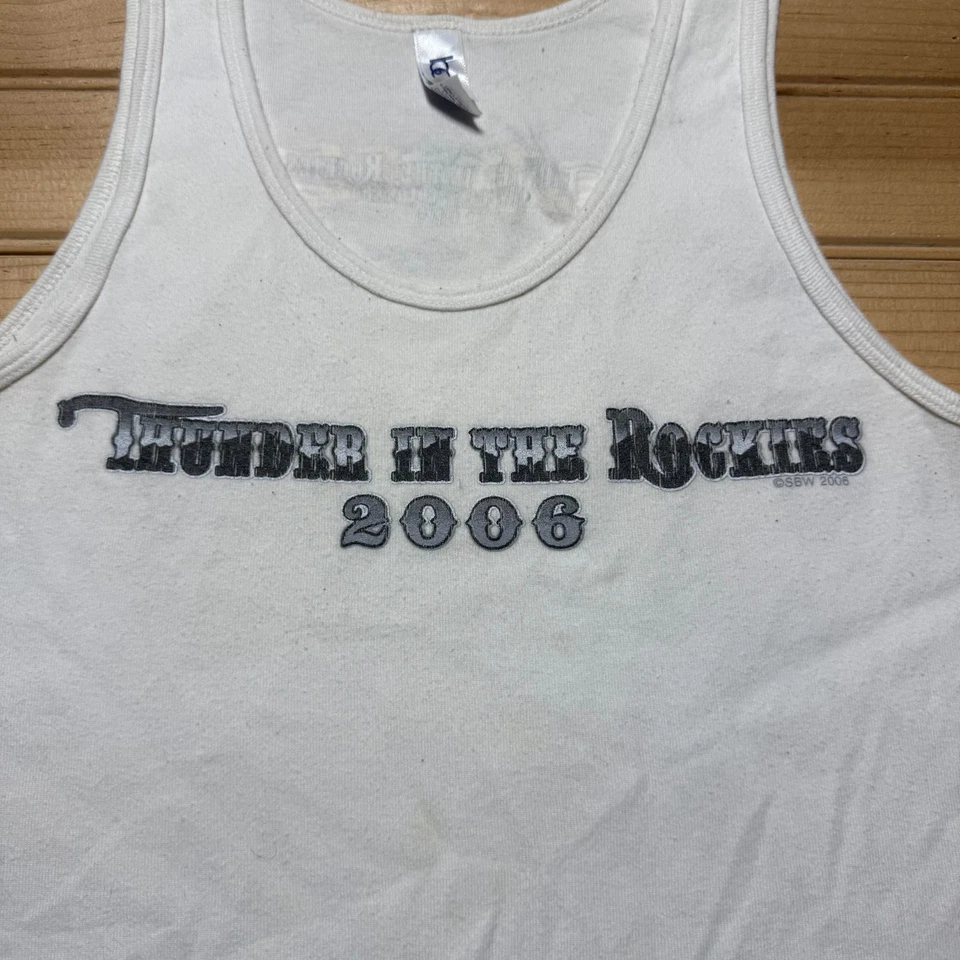 THUNDER IN THE ROCKIES
©SBW 2006
2006